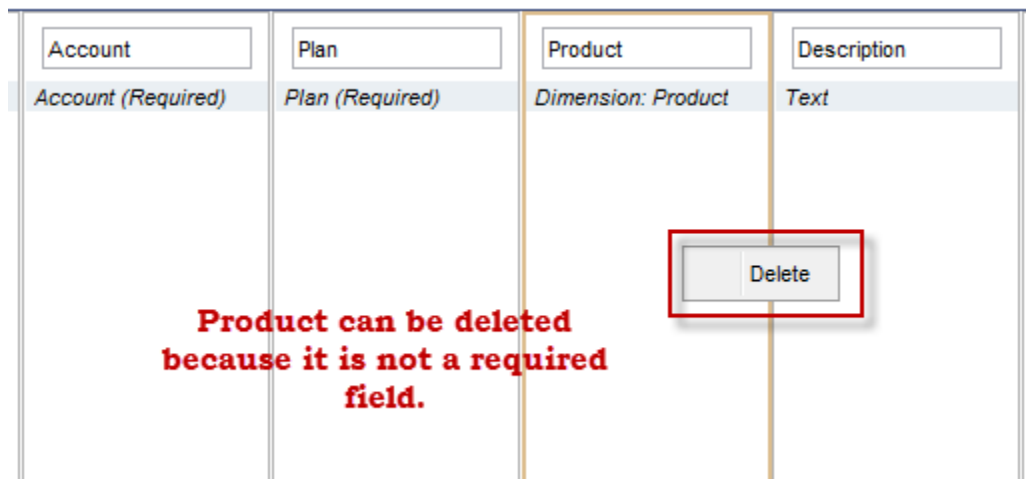 Account Plan Product Description
Account (Required) Plan (Required) Dimension: Product Text
Delete
Product can be deleted
because it is not a required
field.